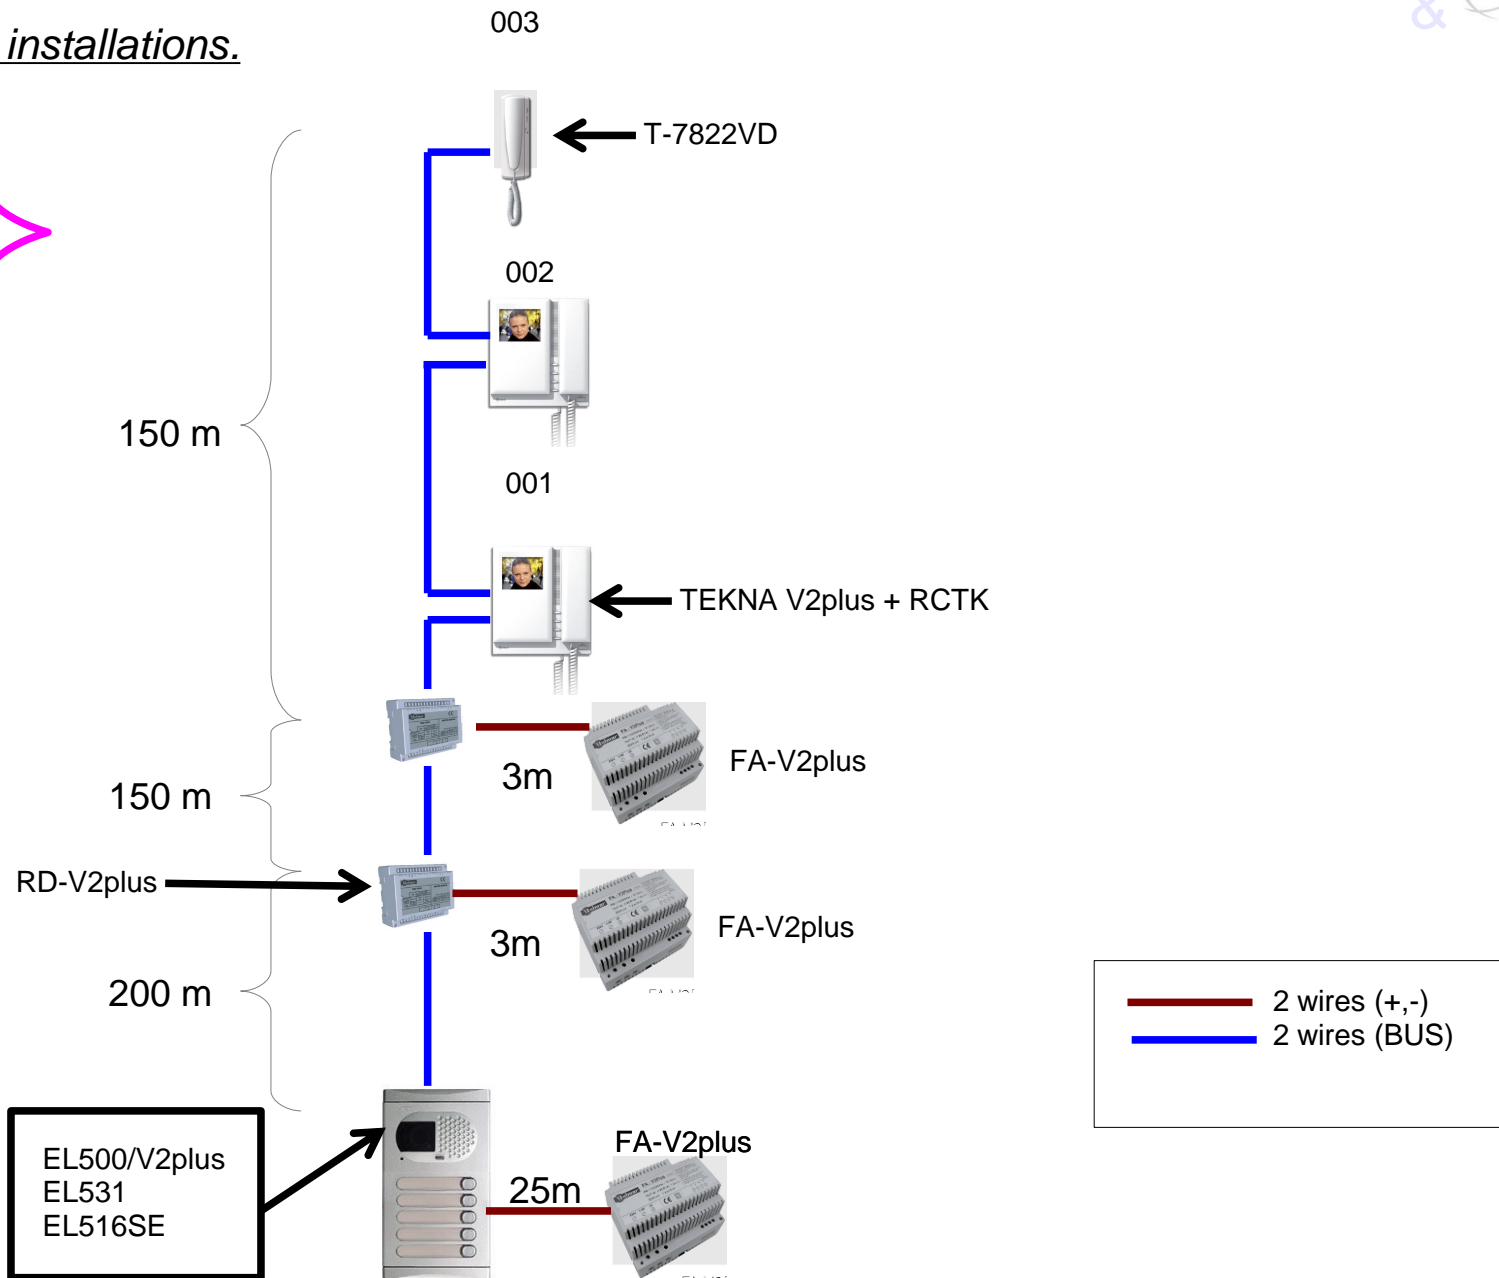 &
installations.
003
T-7822VD
002
150 m
001
TEKNA V2plus + RCTK
3m
FA-V2plus
150 m
RD-V2plus
3m
FA-V2plus
200 m
2 wires (+,-)
2 wires (BUS)
FA-V2plus
EL500/V2plus
EL531
EL516SE
25m